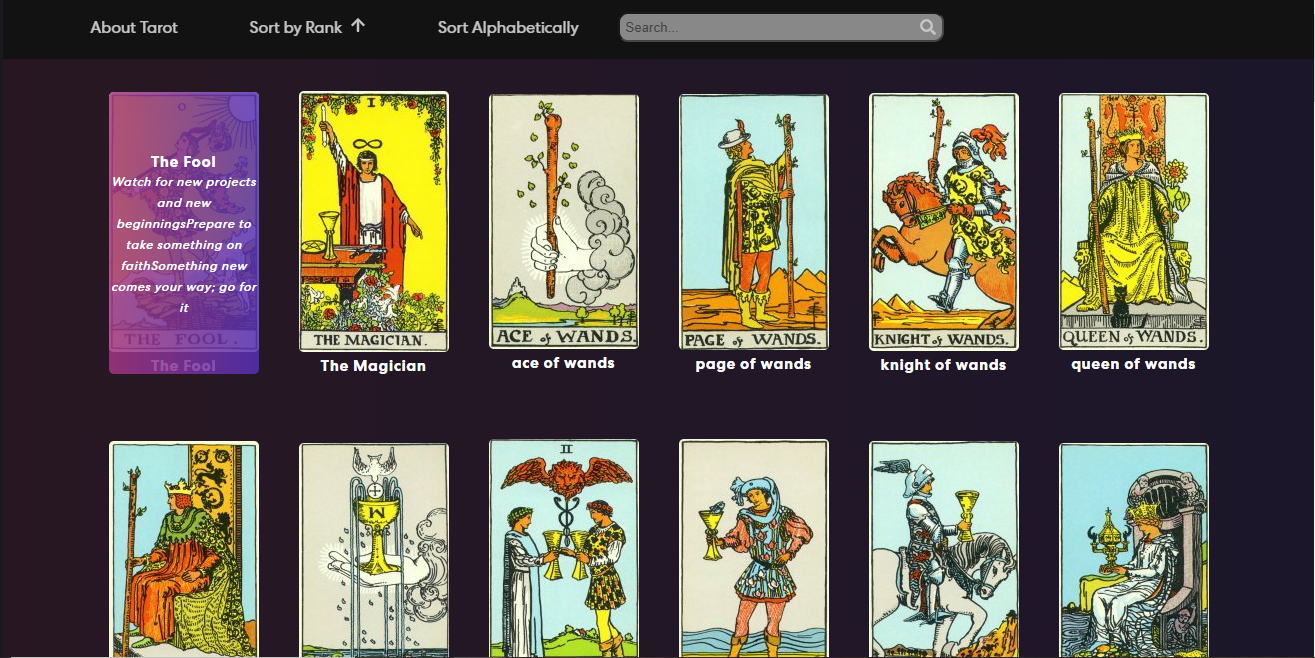 About Tarot
Sort by Rank
Sort Alphabetically
Search...
The Fool
Watch for new projects
and new
beginningsPrepare to
take something on
faithSomething new
comes your way; go for
it
THE FOOL.
The Fool
I
THE MAGICIAN.
The Magician
ACE of WANDS.
ace of wands
PAGE of WANDS.
page of wands
KNIGHT of WANDS.
knight of wands
QUEEN of WANDS.
queen of wands
II